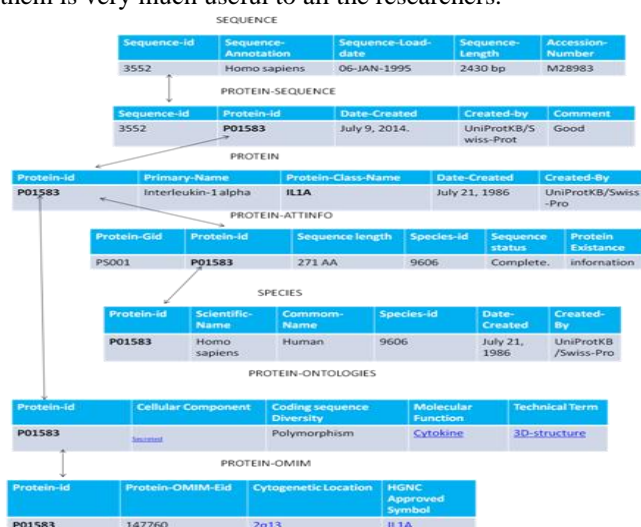 them is very much useful to all the researchers.
SEQUENCE
Sequence-id Sequence-Annotation Sequence-Load-date Sequence-Length Accession-Number
3552 Homo sapiens 06-JAN-1995 2430 bp M28983
PROTEIN-SEQUENCE
Sequence-id Protein-id Date-Created Created-by Comment
3552 P01583 July 9, 2014. UniProtKB/Swiss-Prot Good
PROTEIN
Protein-id Primary-Name Protein-Class-Name Date-Created Created-By
P01583 Interleukin-1 alpha IL1A July 21, 1986 UniProtKB/Swiss-Pro
PROTEIN-ATTINFO
Protein-Gid Protein-id Sequence length Species-id Sequence status Protein Existance
PS001 P01583 271 AA 9606 Complete. infornation
SPECIES
Protein-id Scientific-Name Commom-Name Species-id Date-Created Created-By
P01583 Homo sapiens Human 9606 July 21, 1986 UniProtKB/Swiss-Pro
PROTEIN-ONTOLOGIES
Protein-id Cellular Component Coding sequence Diversity Molecular Function Technical Term
P01583 Secreted Polymorphism Cytokine 3D-structure
PROTEIN-OMIM
Protein-id Protein-OMIM-Eid Cytogenetic Location HGNC Approved Symbol
P01583 147760 2q13 IL1A